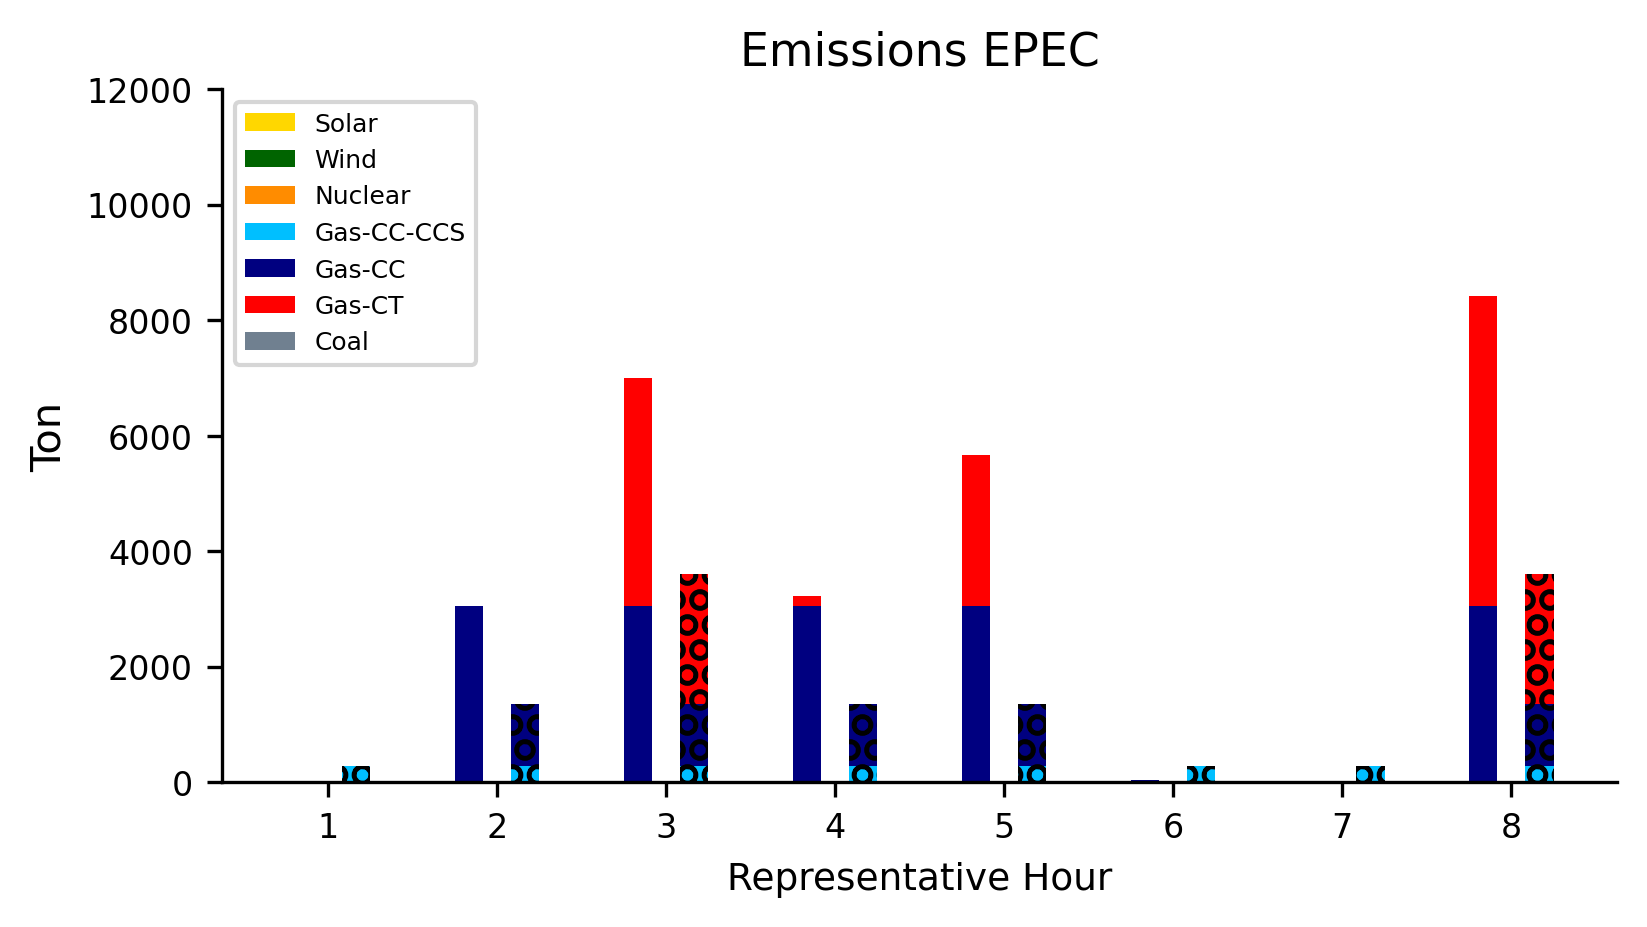 Emissions EPEC
12000
10000
8000
6000
4000
2000
0
Ton
Solar
Wind
Nuclear
Gas-CC-CCS
Gas-CC
Gas-CT
Coal
1 2 3 4 5 6 7 8
Representative Hour